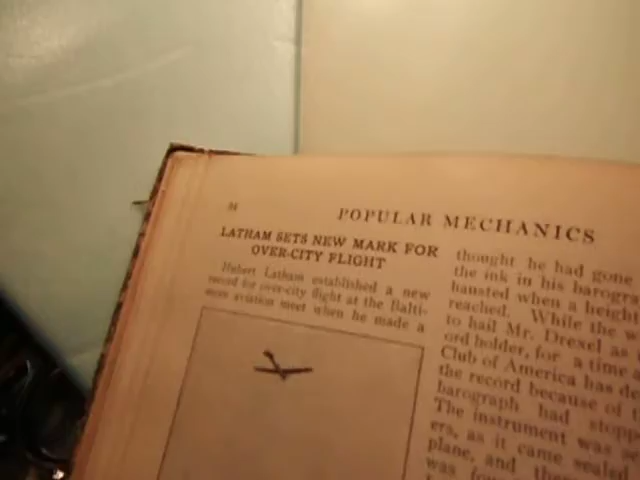 POPULAR MECHANICS
LATHAM SETS NEW MARK FOR
OVER-CITY FLIGHT
Hubert Latham established a new
record for over-city flight at the Balti-
more aviation meet when he made a
thought he had gone
the ink in his barogra
hausted when a height
reached. While the w
to hail Mr. Drexel as
ord holder, for a time a
Club of America has de
the record because of t
barograph had stopp
The instrument was se
ers, as it came sealed
plane, and ther
was